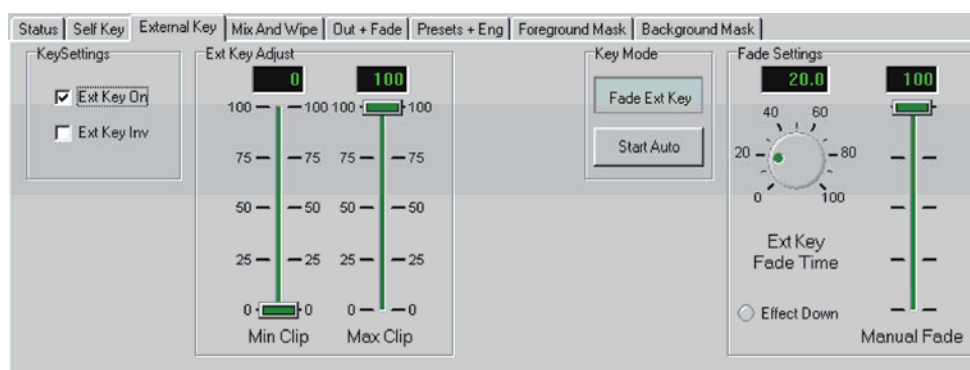 Status Self Key External Key Mix And Wipe Out + Fade Presets + Eng Foreground Mask Background Mask
KeySettings
Ext Key On
Ext Key Inv
Ext Key Adjust
0 100
100 100 100 100
75 75 75 75
50 50 50 50
25 25 25 25
0 0 0 0
Min Clip Max Clip
Key Mode
Fade Ext Key
Start Auto
Fade Settings
20.0 100
40 60
20 80
0 100
Ext Key
Fade Time
Effect Down
Manual Fade